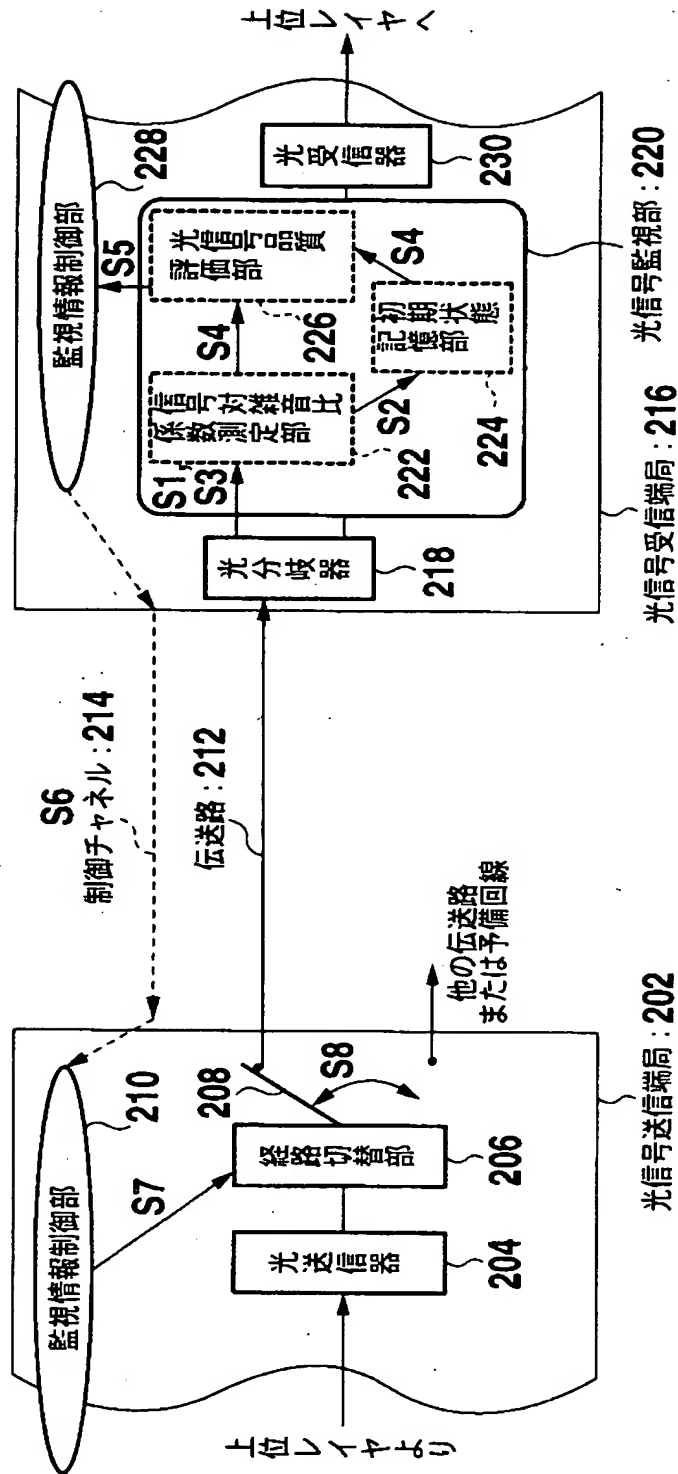 監視情報制御部
210
S7
上位レイヤより
光送信器
204
経路切替部
206
208
S8
他の伝送路
または予備回線
光信号送信端局：202
S6
制御チャネル：214
伝送路：212
監視情報制御部
228
S5
光分岐器
218
S1,
S3
信号対雑音比
係数測定部
222
S4
S2
光信号品質
評価部
226
S4
初期状態
記憶部
224
光受信器
230
上位レイヤへ
光信号監視部：220
光信号受信端局：216